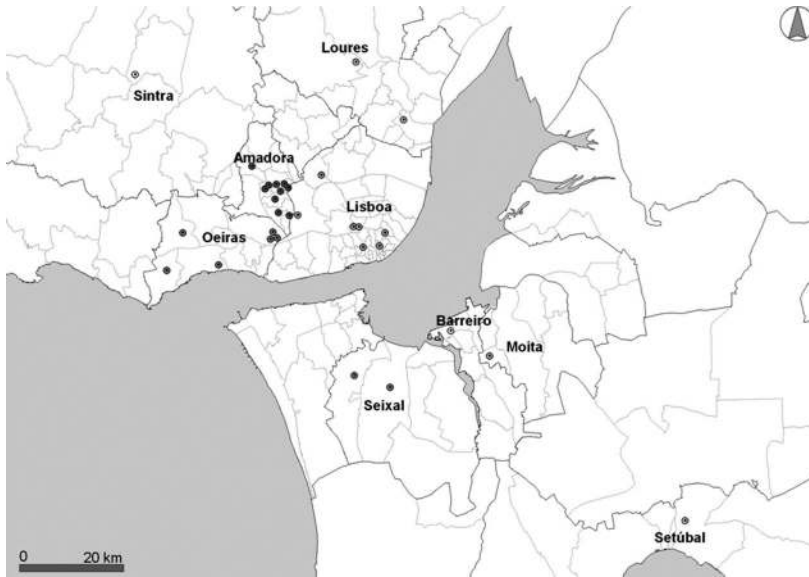 Loures
Sintra
Amadora
Lisboa
Oeiras
Barreiro
Moita
Seixal
Setúbal
0 20 km